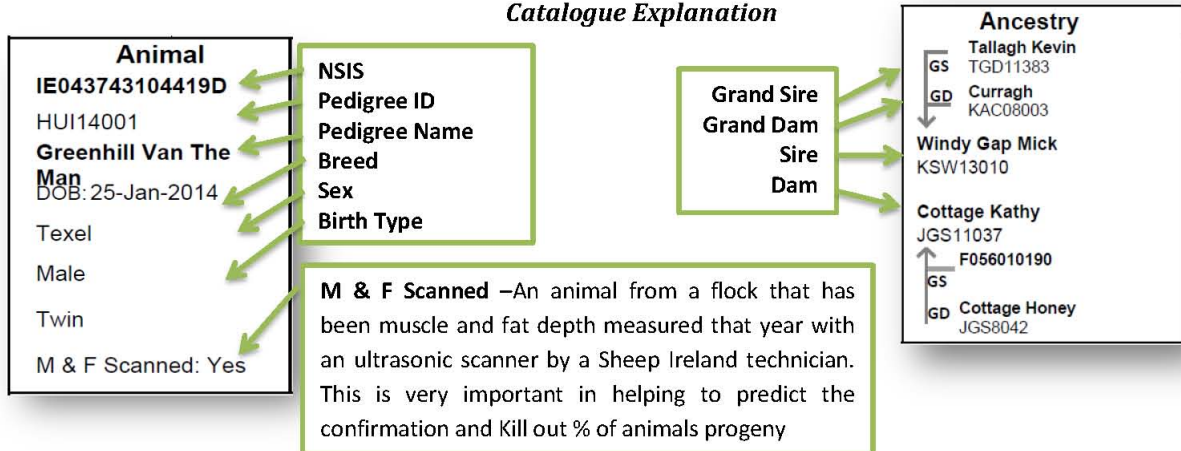 Catalogue Explanation
Animal
IE043743104419D
HUI14001
Greenhill Van The
Man
DOB: 25-Jan-2014
Texel
Male
Twin
M & F Scanned: Yes
NSIS
Pedigree ID
Pedigree Name
Breed
Sex
Birth Type
M & F Scanned –An animal from a flock that has
been muscle and fat depth measured that year with
an ultrasonic scanner by a Sheep Ireland technician.
This is very important in helping to predict the
confirmation and Kill out % of animals progeny
Grand Sire
Grand Dam
Sire
Dam
Ancestry
Tallagh Kevin
GS TGD11383
GD Curragh
KAC08003
Windy Gap Mick
KSW13010
Cottage Kathy
JGS11037
F056010190
GS
GD Cottage Honey
JGS8042